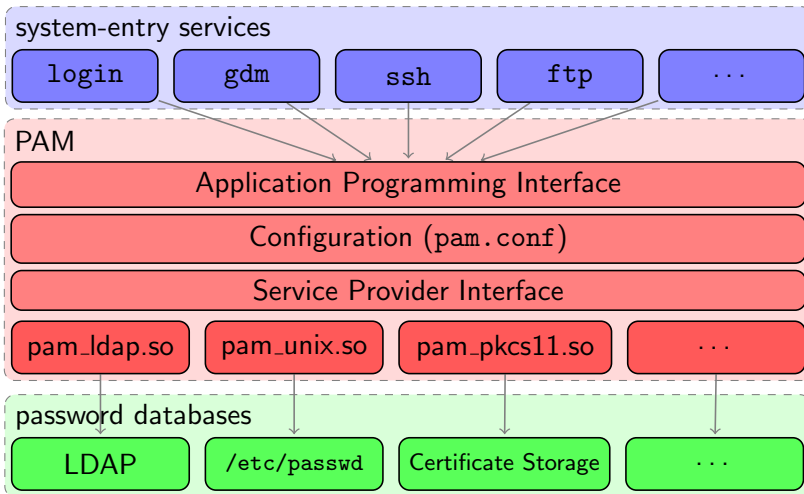 system-entry services
login gdm ssh ftp ...
PAM
Application Programming Interface
Configuration (pam.conf)
Service Provider Interface
pam_ldap.so pam_unix.so pam_pkcs11.so ...
password databases
LDAP /etc/passwd Certificate Storage ...